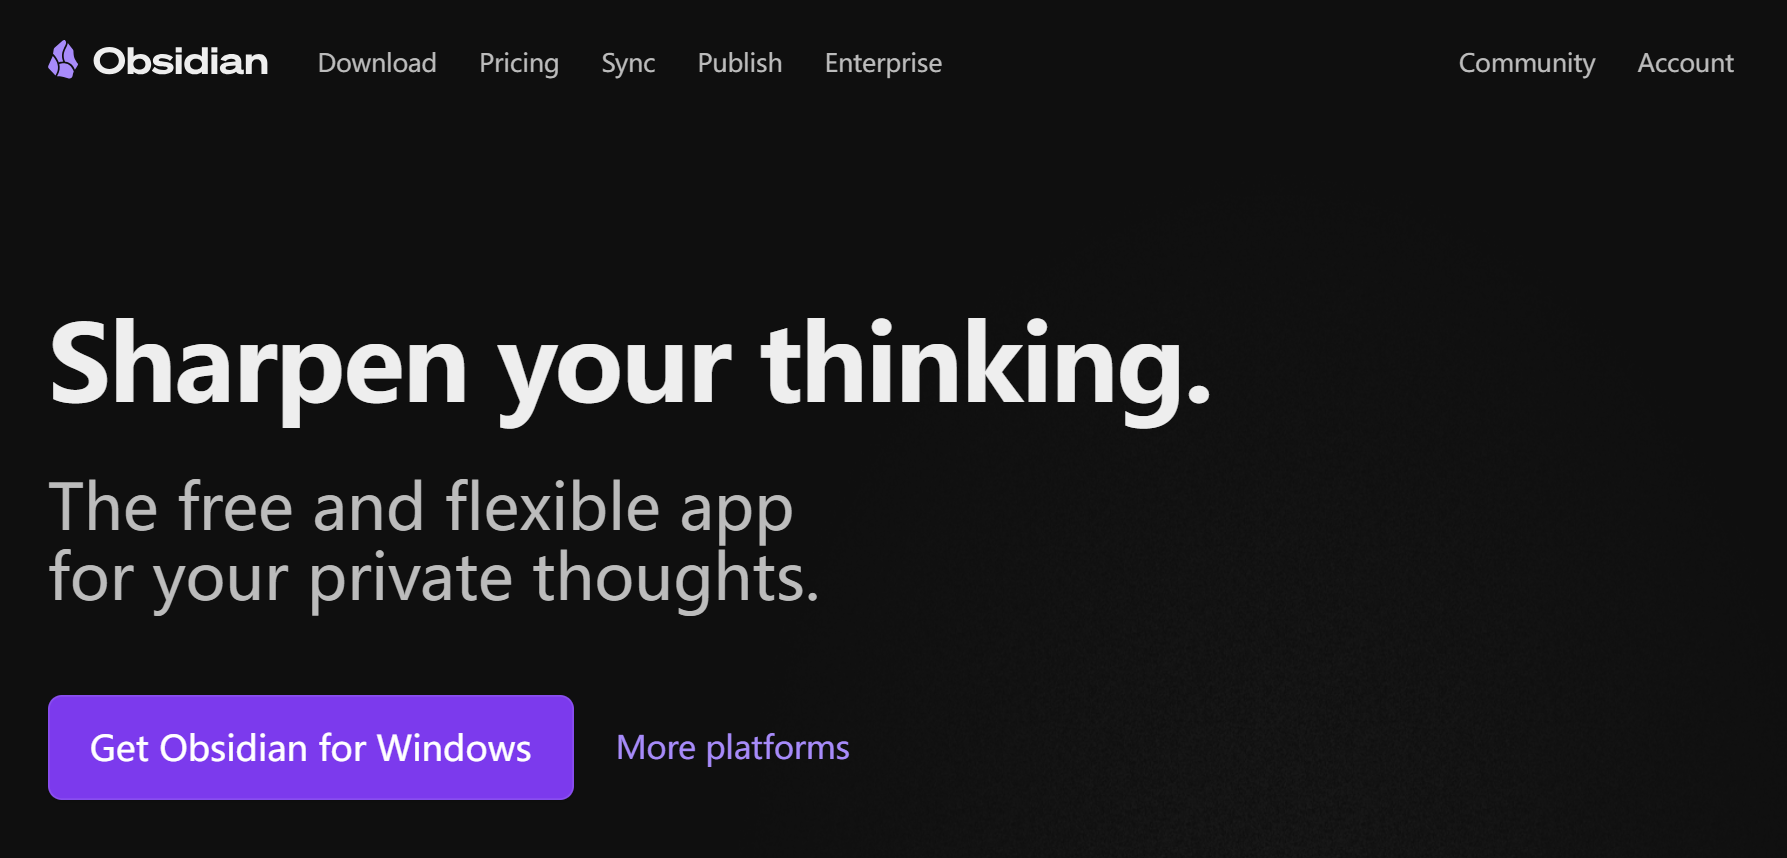 Obsidian Download Pricing Sync Publish Enterprise Community Account
Sharpen your thinking.
The free and flexible app
for your private thoughts.
Get Obsidian for Windows More platforms